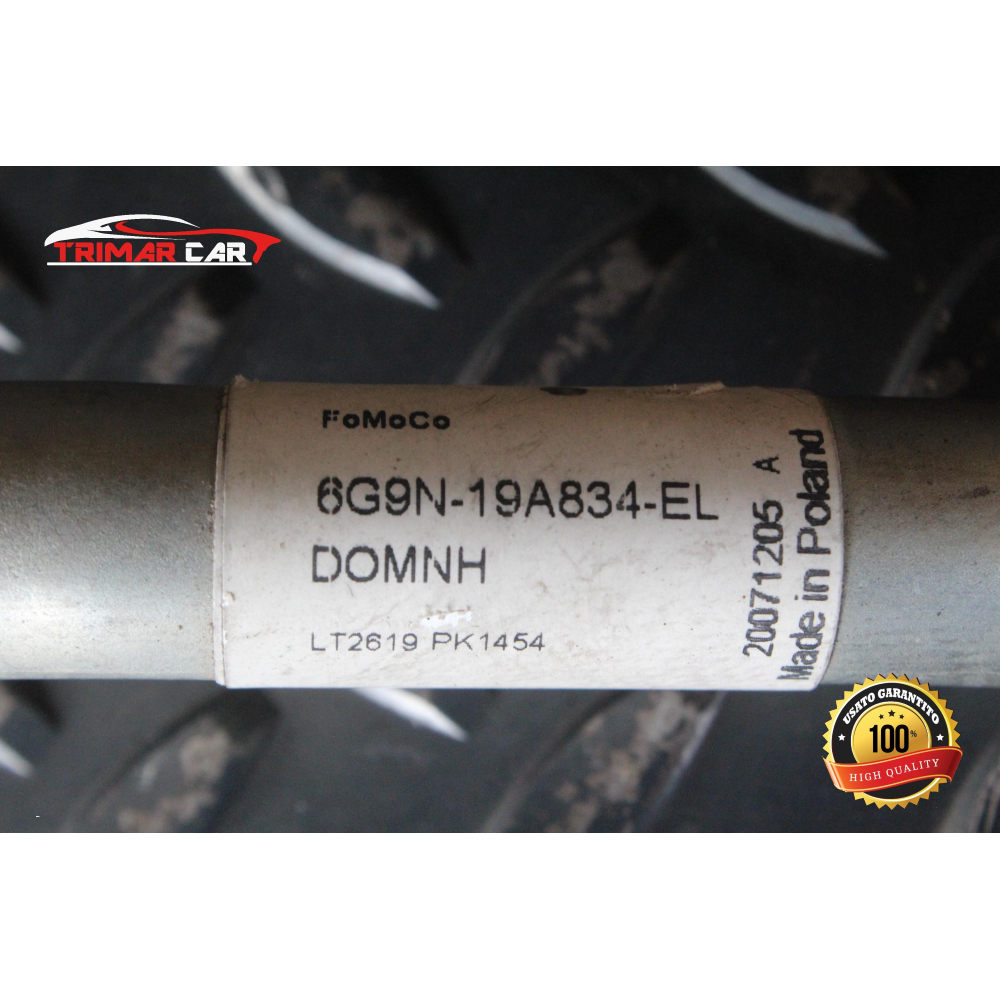 TRIMAR CAR
FoMoCo
6G9N-19A834-EL
DOMNH
LT2619 PK1454
20071205 A
Made in Poland
USATO GARANTITO
100%
HIGH QUALITY